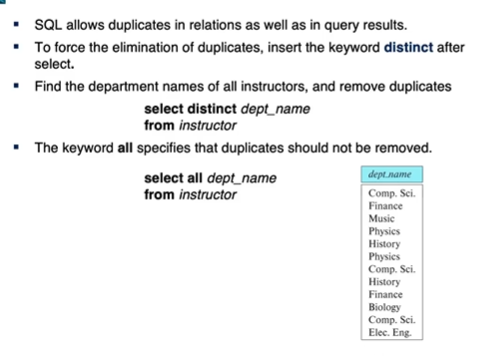 ▪ SQL allows duplicates in relations as well as in query results.
▪ To force the elimination of duplicates, insert the keyword distinct after
select.
▪ Find the department names of all instructors, and remove duplicates
select distinct dept_name
from instructor
▪ The keyword all specifies that duplicates should not be removed.
select all dept_name
from instructor
dept.name
Comp. Sci.
Finance
Music
Physics
History
Physics
Comp. Sci.
History
Finance
Biology
Comp. Sci.
Elec. Eng.